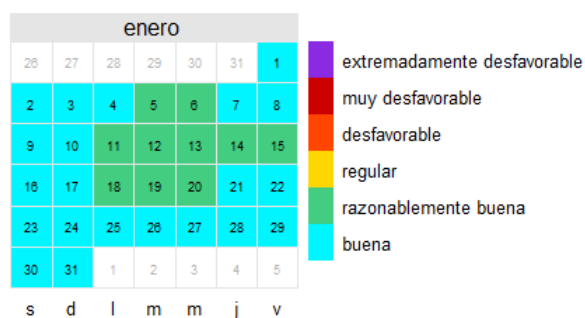 enero
26 27 28 29 30 31 1
2 3 4 5 6 7 8
9 10 11 12 13 14 15
16 17 18 19 20 21 22
23 24 25 26 27 28 29
30 31 1 2 3 4 5
s d l m m j v
extremadamente desfavorable
muy desfavorable
desfavorable
regular
razonablemente buena
buena